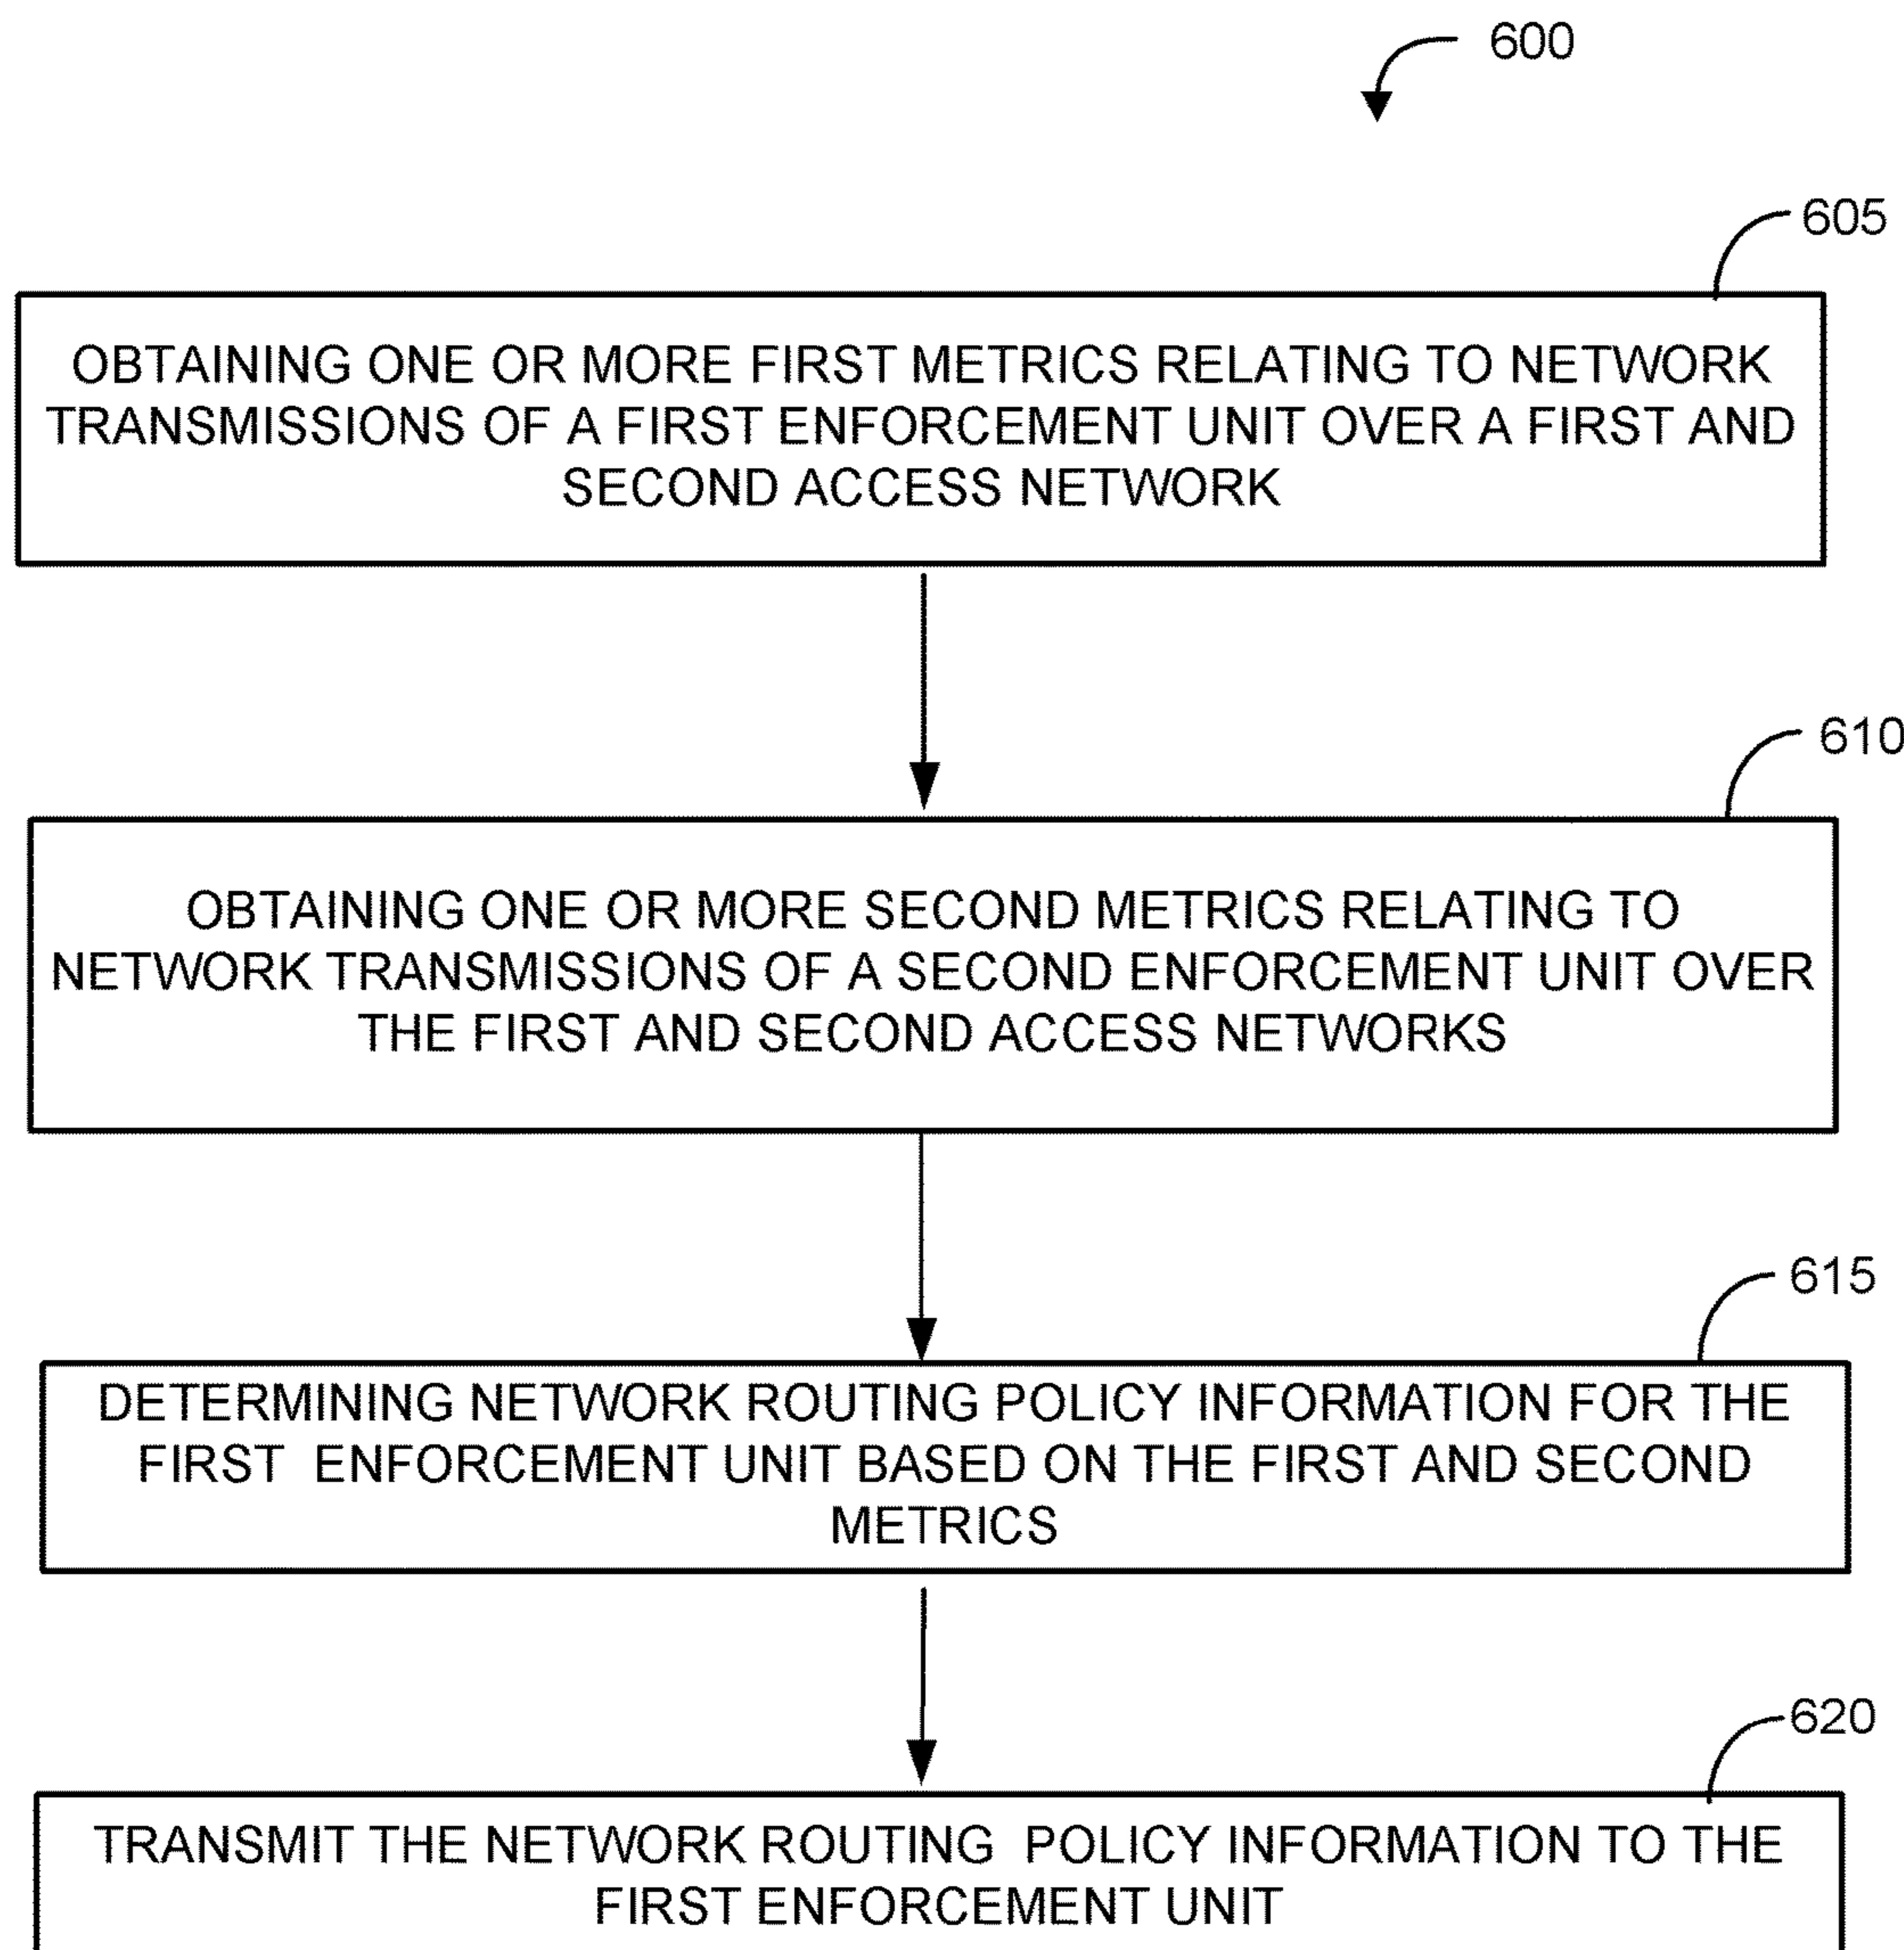 600
605
OBTAINING ONE OR MORE FIRST METRICS RELATING TO NETWORK
TRANSMISSIONS OF A FIRST ENFORCEMENT UNIT OVER A FIRST AND
SECOND ACCESS NETWORK
610
OBTAINING ONE OR MORE SECOND METRICS RELATING TO
NETWORK TRANSMISSIONS OF A SECOND ENFORCEMENT UNIT OVER
THE FIRST AND SECOND ACCESS NETWORKS
615
DETERMINING NETWORK ROUTING POLICY INFORMATION FOR THE
FIRST ENFORCEMENT UNIT BASED ON THE FIRST AND SECOND
METRICS
620
TRANSMIT THE NETWORK ROUTING POLICY INFORMATION TO THE
FIRST ENFORCEMENT UNIT